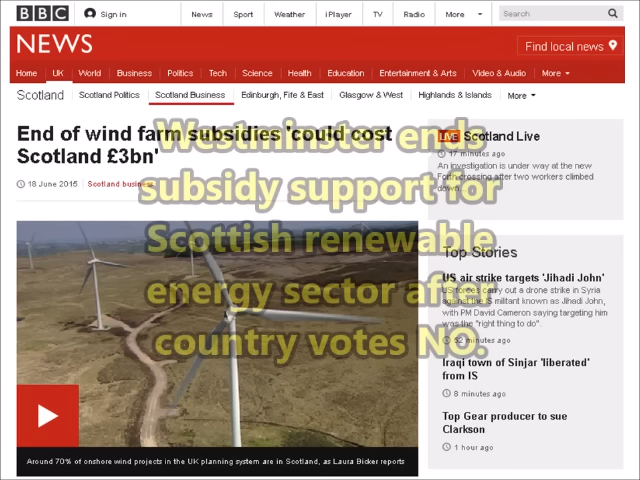 BBC Sign in News Sport Weather iPlayer TV Radio More Search
NEWS
Find local news
Home UK World Business Politics Tech Science Health Education Entertainment & Arts Video & Audio More
Scotland Scotland Politics Scotland Business Edinburgh, Fife & East Glasgow & West Highlands & Islands More
End of wind farm subsidies 'could cost
Scotland £3bn'
18 June 2015 Scotland business
Westminster ends
subsidy support for
Scottish renewable
energy sector after
country votes NO.
Around 70% of onshore wind projects in the UK planning system are in Scotland, as Laura Bicker reports
LIVE Scotland Live
17 minutes ago
An investigation is under way at the new
Forth crossing after two workers climbed
down...
Top Stories
US air strike targets 'Jihadi John'
US forces carry out a drone strike in Syria
against the IS militant known as Jihadi John,
with PM David Cameron saying targeting him
was the "right thing to do".
52 minutes ago
Iraqi town of Sinjar 'liberated'
from IS
8 minutes ago
Top Gear producer to sue
Clarkson
1 hour ago